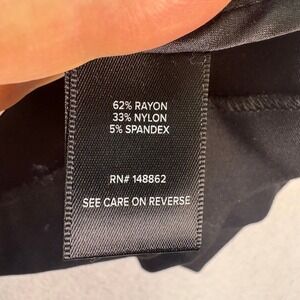 62% RAYON
33% NYLON
5% SPANDEX
RN# 148862
SEE CARE ON REVERSE